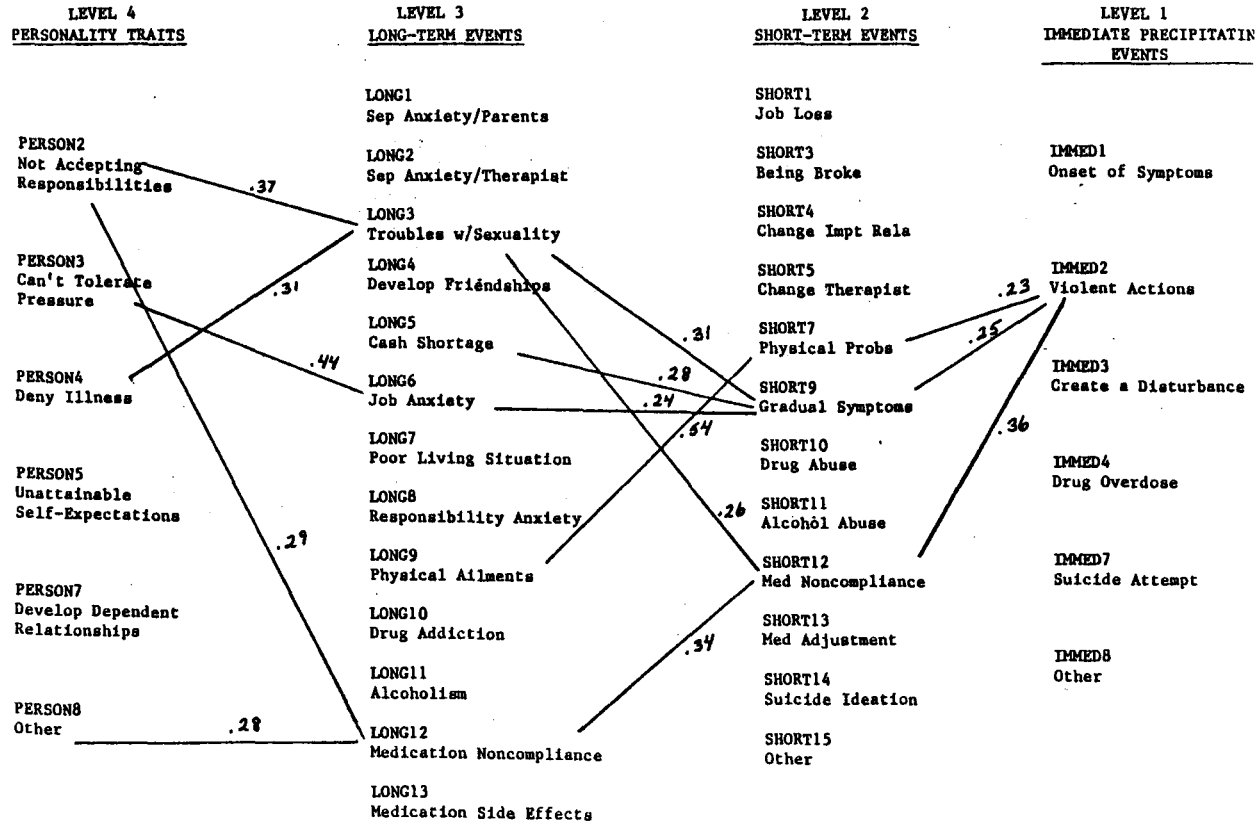 LEVEL 4
PERSONALITY TRAITS
PERSON2
Not Accepting
Responsibilities
PERSON3
Can't Tolerate
Pressure
PERSON4
Deny Illness
PERSON5
Unattainable
Self-Expectations
PERSON7
Develop Dependent
Relationships
PERSON8
Other
.37
.31
.44
.29
.28
LEVEL 3
LONG-TERM EVENTS
LONG1
Sep Anxiety/Parents
LONG2
Sep Anxiety/Therapist
LONG3
Troubles w/Sexuality
LONG4
Develop Friendships
LONG5
Cash Shortage
LONG6
Job Anxiety
LONG7
Poor Living Situation
LONG8
Responsibility Anxiety
LONG9
Physical Ailments
LONG10
Drug Addiction
LONG11
Alcoholism
LONG12
Medication Noncompliance
LONG13
Medication Side Effects
.31
.28
.24
.54
.26
.34
LEVEL 2
SHORT-TERM EVENTS
SHORT1
Job Loss
SHORT3
Being Broke
SHORT4
Change Impt Rela
SHORT5
Change Therapist
SHORT7
Physical Probs
SHORT9
Gradual Symptoms
SHORT10
Drug Abuse
SHORT11
Alcohol Abuse
SHORT12
Med Noncompliance
SHORT13
Med Adjustment
SHORT14
Suicide Ideation
SHORT15
Other
.23
.25
.36
LEVEL 1
IMMEDIATE PRECIPITATIN
EVENTS
IMMED1
Onset of Symptoms
IMMED2
Violent Actions
IMMED3
Create a Disturbance
IMMED4
Drug Overdose
IMMED7
Suicide Attempt
IMMED8
Other